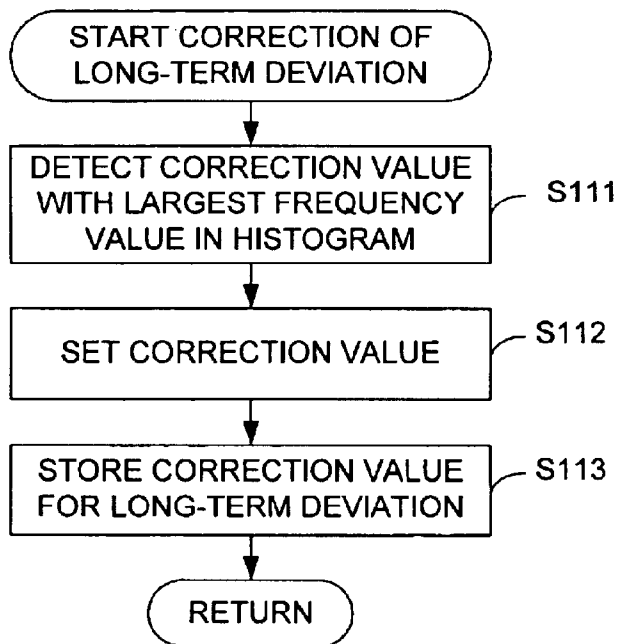 START CORRECTION OF
LONG-TERM DEVIATION
DETECT CORRECTION VALUE
WITH LARGEST FREQUENCY
VALUE IN HISTOGRAM
S111
SET CORRECTION VALUE
S112
STORE CORRECTION VALUE
FOR LONG-TERM DEVIATION
S113
RETURN